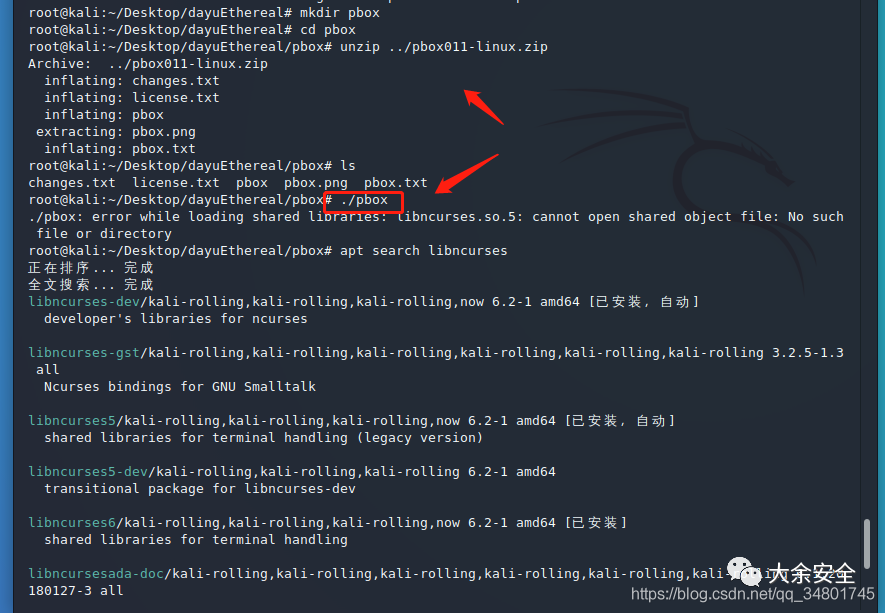 root@kali:~/Desktop/dayuEthereal# mkdir pbox
root@kali:~/Desktop/dayuEthereal# cd pbox
root@kali:~/Desktop/dayuEthereal/pbox# unzip ../pbox011-linux.zip
Archive:  ../pbox011-linux.zip
  inflating: changes.txt
  inflating: license.txt
  inflating: pbox
 extracting: pbox.png
  inflating: pbox.txt
root@kali:~/Desktop/dayuEthereal/pbox# ls
changes.txt  license.txt  pbox  pbox.png  pbox.txt
root@kali:~/Desktop/dayuEthereal/pbox# ./pbox
./pbox: error while loading shared libraries: libncurses.so.5: cannot open shared object file: No such
 file or directory
root@kali:~/Desktop/dayuEthereal/pbox# apt search libncurses
正在排序... 完成
全文搜索... 完成
libncurses-dev/kali-rolling,kali-rolling,kali-rolling,now 6.2-1 amd64 [已安装, 自动]
  developer's libraries for ncurses
libncurses-gst/kali-rolling,kali-rolling,kali-rolling,kali-rolling,kali-rolling,kali-rolling 3.2.5-1.3
 all
  Ncurses bindings for GNU Smalltalk
libncurses5/kali-rolling,kali-rolling,kali-rolling,now 6.2-1 amd64 [已安装, 自动]
  shared libraries for terminal handling (legacy version)
libncurses5-dev/kali-rolling,kali-rolling,kali-rolling 6.2-1 amd64
  transitional package for libncurses-dev
libncurses6/kali-rolling,kali-rolling,kali-rolling,now 6.2-1 amd64 [已安装]
  shared libraries for terminal handling
libncursesada-doc/kali-rolling,kali-rolling,kali-rolling,kali-rolling,kali-rolling,kali-
180127-3 all
大余安全
https://blog.csdn.net/qq_34801745